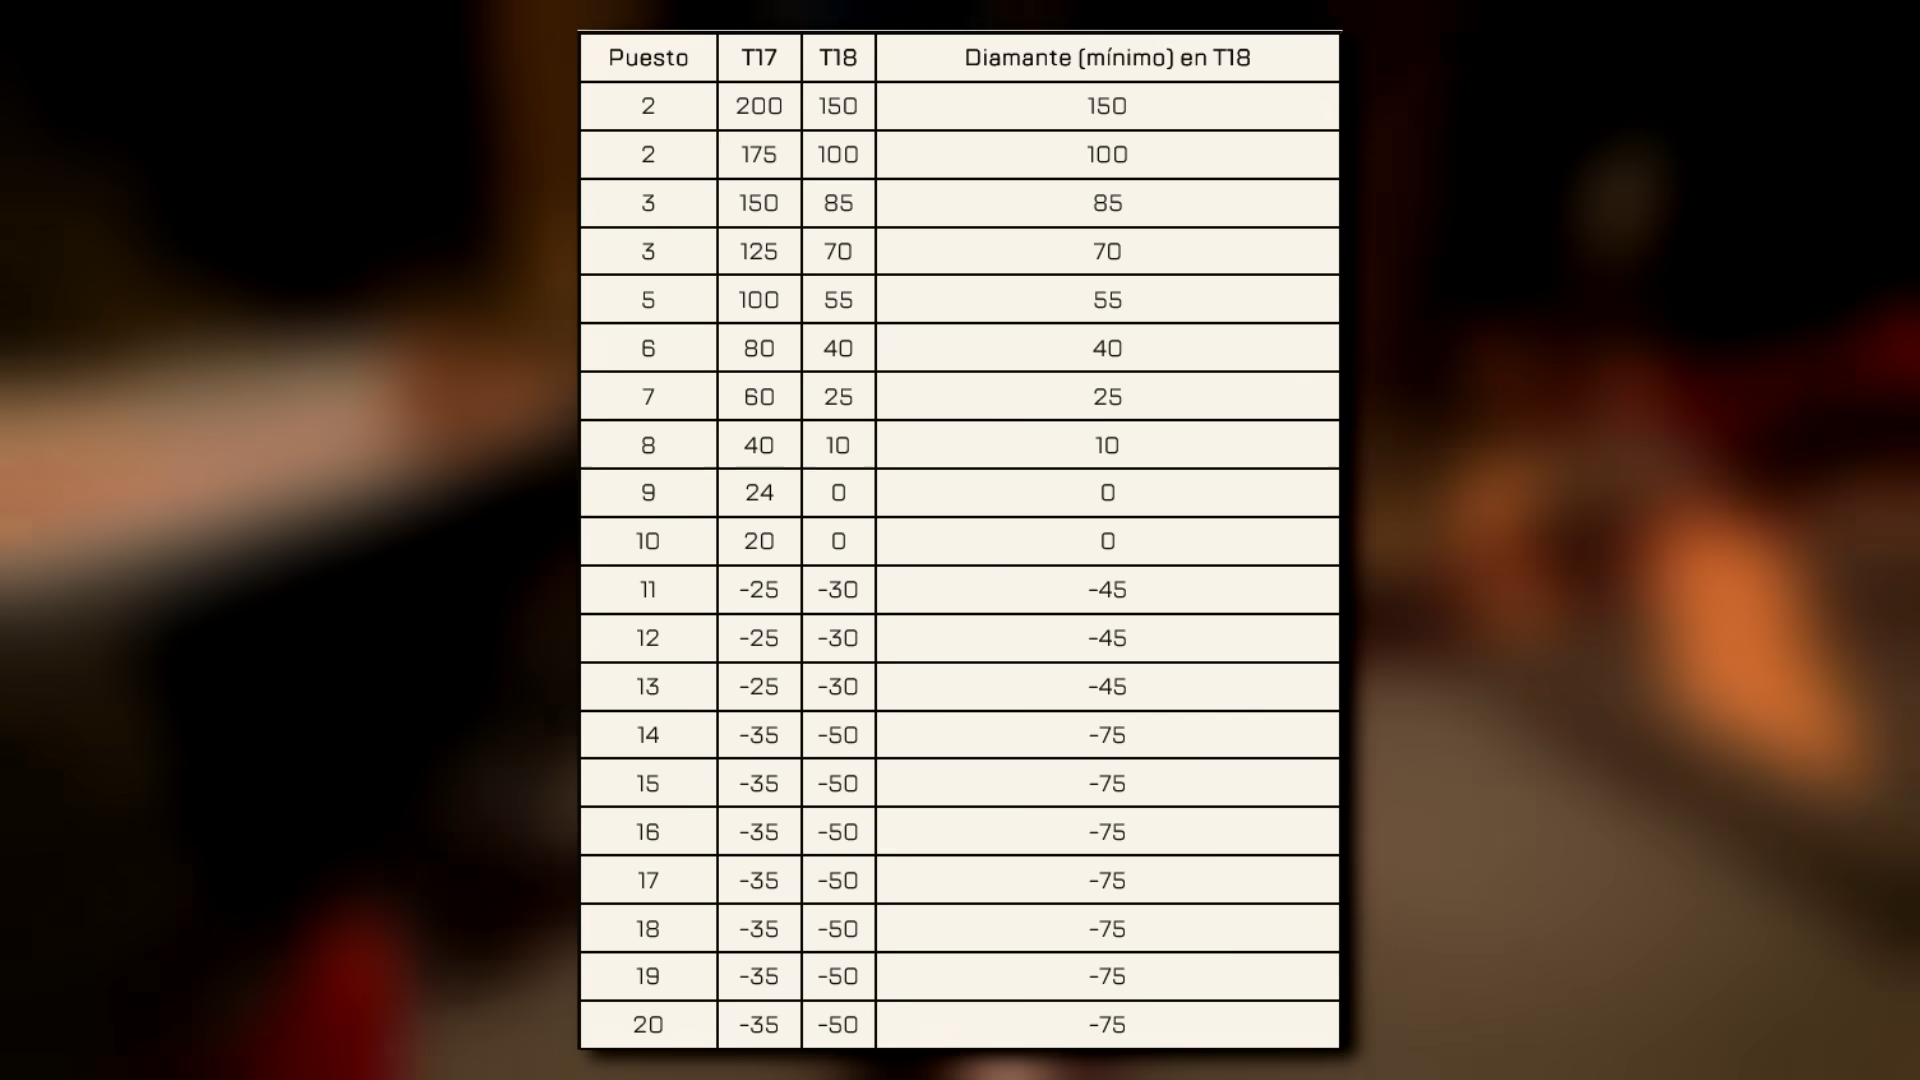 Puesto T17 T18 Diamante (mínimo) en T18
2 200 150 150
2 175 100 100
3 150 85 85
3 125 70 70
5 100 55 55
6 80 40 40
7 60 25 25
8 40 10 10
9 24 0 0
10 20 0 0
11 -25 -30 -45
12 -25 -30 -45
13 -25 -30 -45
14 -35 -50 -75
15 -35 -50 -75
16 -35 -50 -75
17 -35 -50 -75
18 -35 -50 -75
19 -35 -50 -75
20 -35 -50 -75